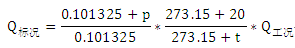 Q标况 = (0.101325 + p) / 0.101325 * (273.15 + 20) / (273.15 + t) * Q工况